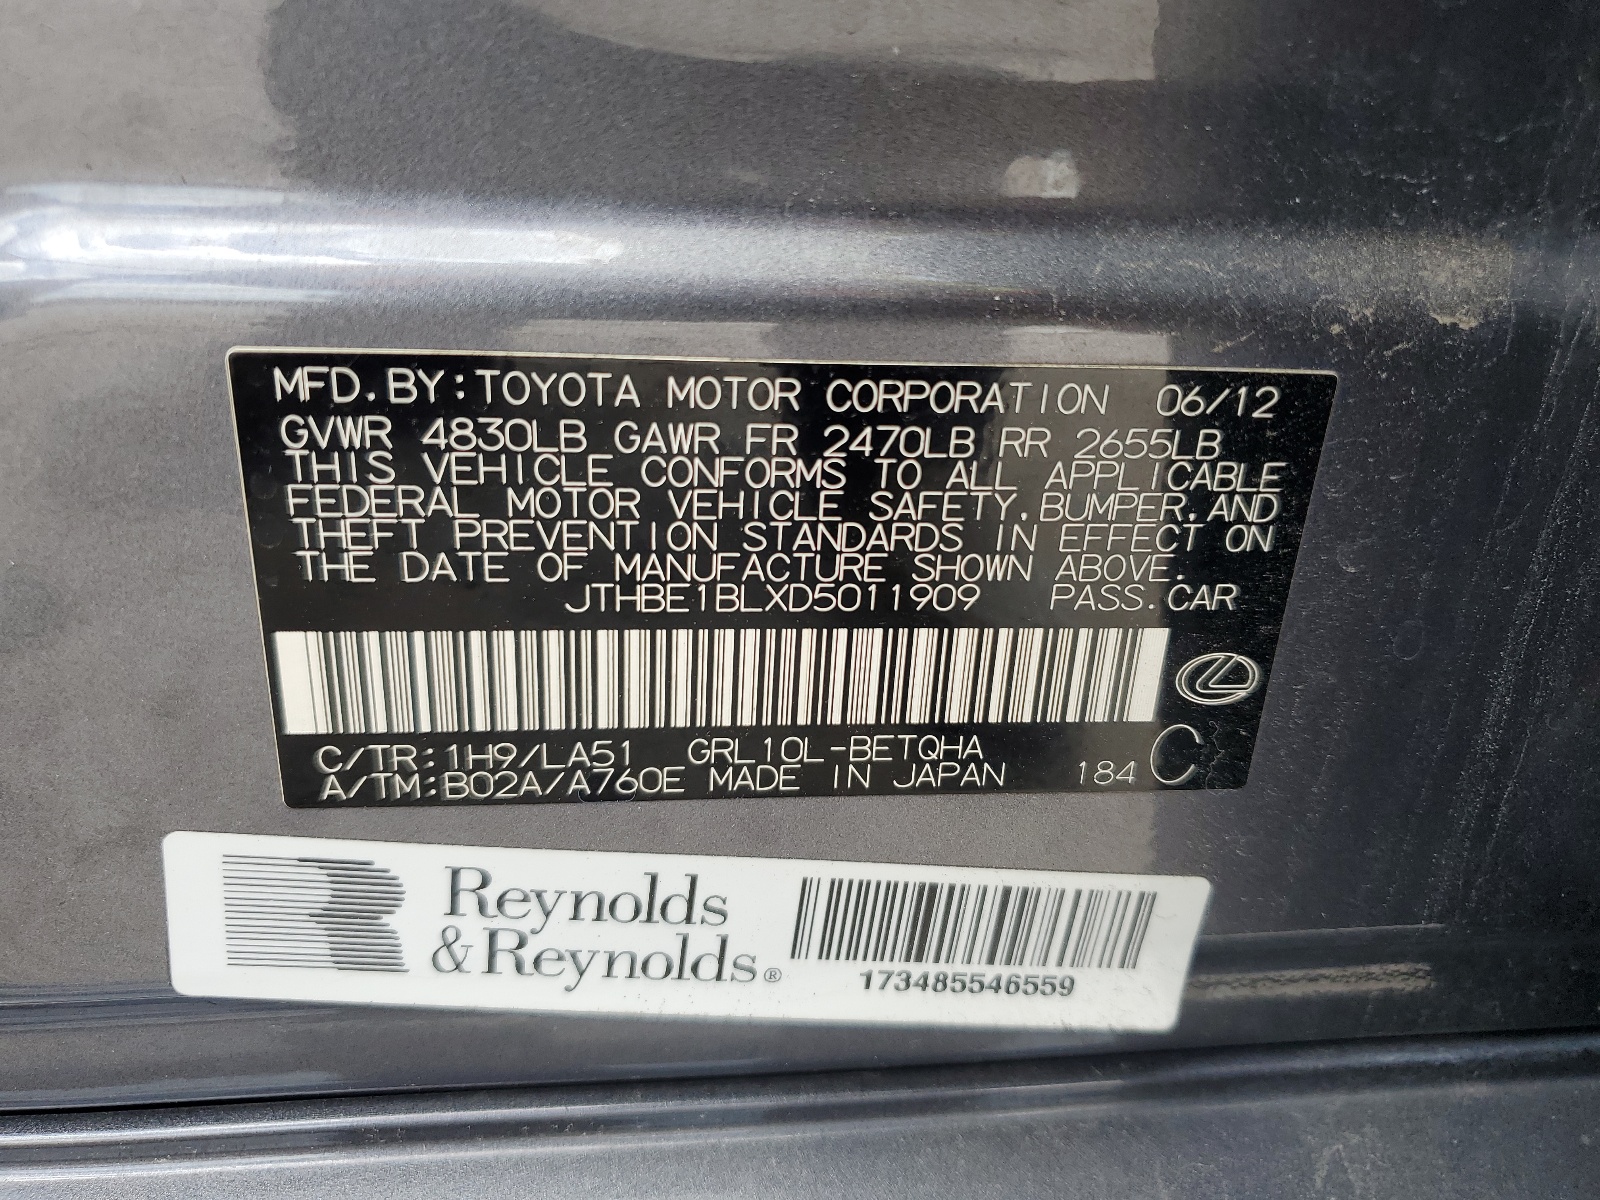 MFD. BY: TOYOTA MOTOR CORPORATION 06/12
GVWR 4830LB GAWR FR 2470LB RR 2655LB
THIS VEHICLE CONFORMS TO ALL APPLICABLE
FEDERAL MOTOR VEHICLE SAFETY, BUMPER, AND
THEFT PREVENTION STANDARDS IN EFFECT ON
THE DATE OF MANUFACTURE SHOWN ABOVE.
JTHBE1BLXD5011909 PASS. CAR
C/TR: 1H9/LA51 GRL10L-BETQHA
A/TM: B02A/A760E MADE IN JAPAN 184 C
Reynolds
& Reynolds®
173485546559